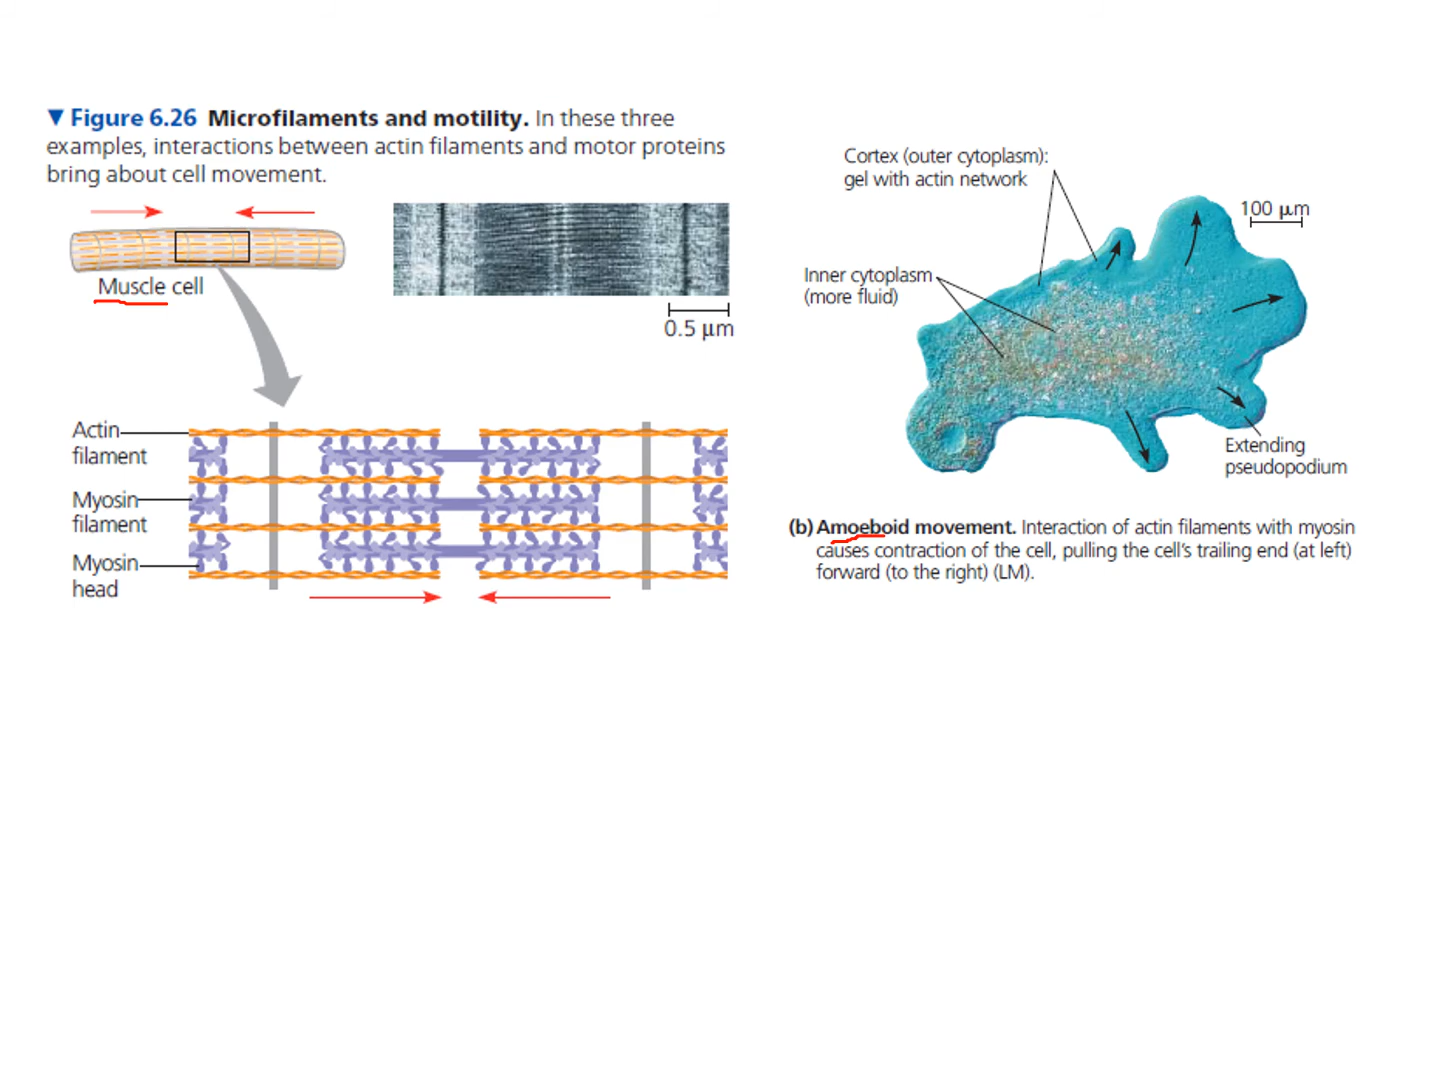 ▼ Figure 6.26 Microfilaments and motility. In these three
examples, interactions between actin filaments and motor proteins
bring about cell movement.
Muscle cell
0.5 μm
Actin
filament
Myosin
filament
Myosin
head
Cortex (outer cytoplasm):
gel with actin network
100 μm
Inner cytoplasm
(more fluid)
Extending
pseudopodium
(b) Amoeboid movement. Interaction of actin filaments with myosin
causes contraction of the cell, pulling the cell's trailing end (at left)
forward (to the right) (LM).